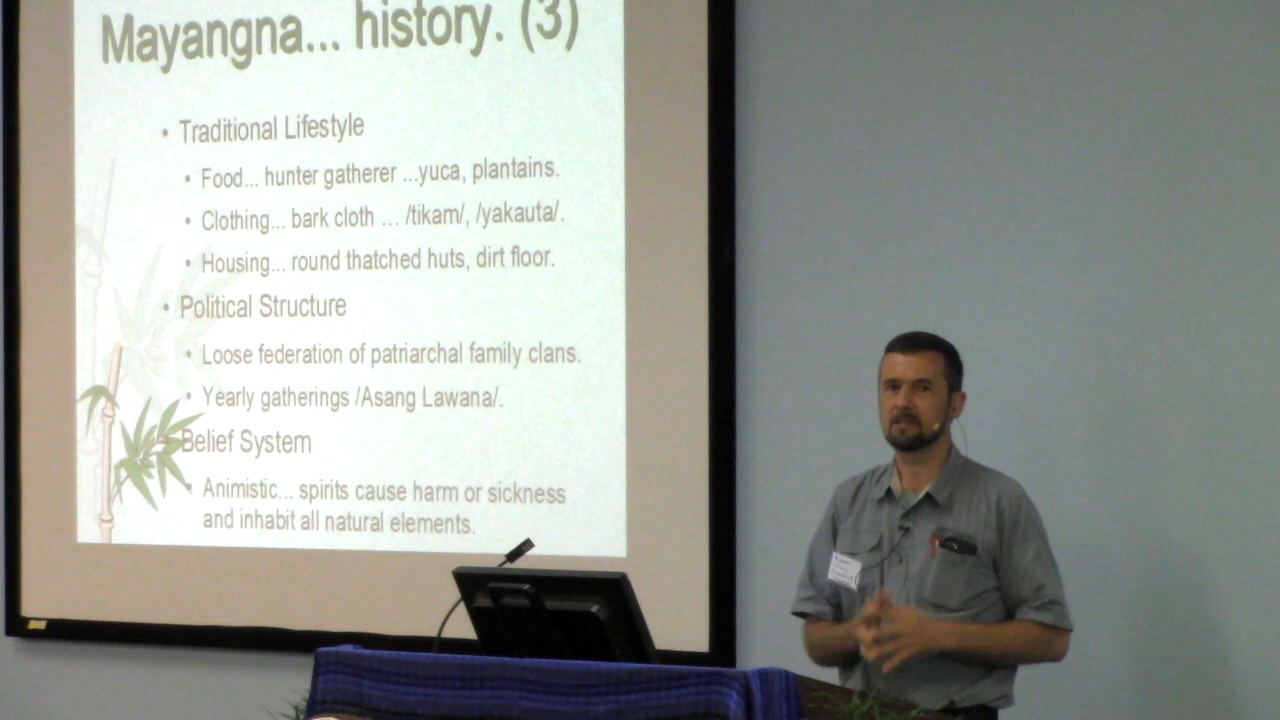 Mayangna... history. (3)
• Traditional Lifestyle
• Food... hunter gatherer ...yuca, plantains.
• Clothing... bark cloth ... /tikam/, /yakauta/.
• Housing... round thatched huts, dirt floor.
• Political Structure
• Loose federation of patriarchal family clans.
• Yearly gatherings /Asang Lawana/.
• Belief System
• Animistic... spirits cause harm or sickness
and inhabit all natural elements.